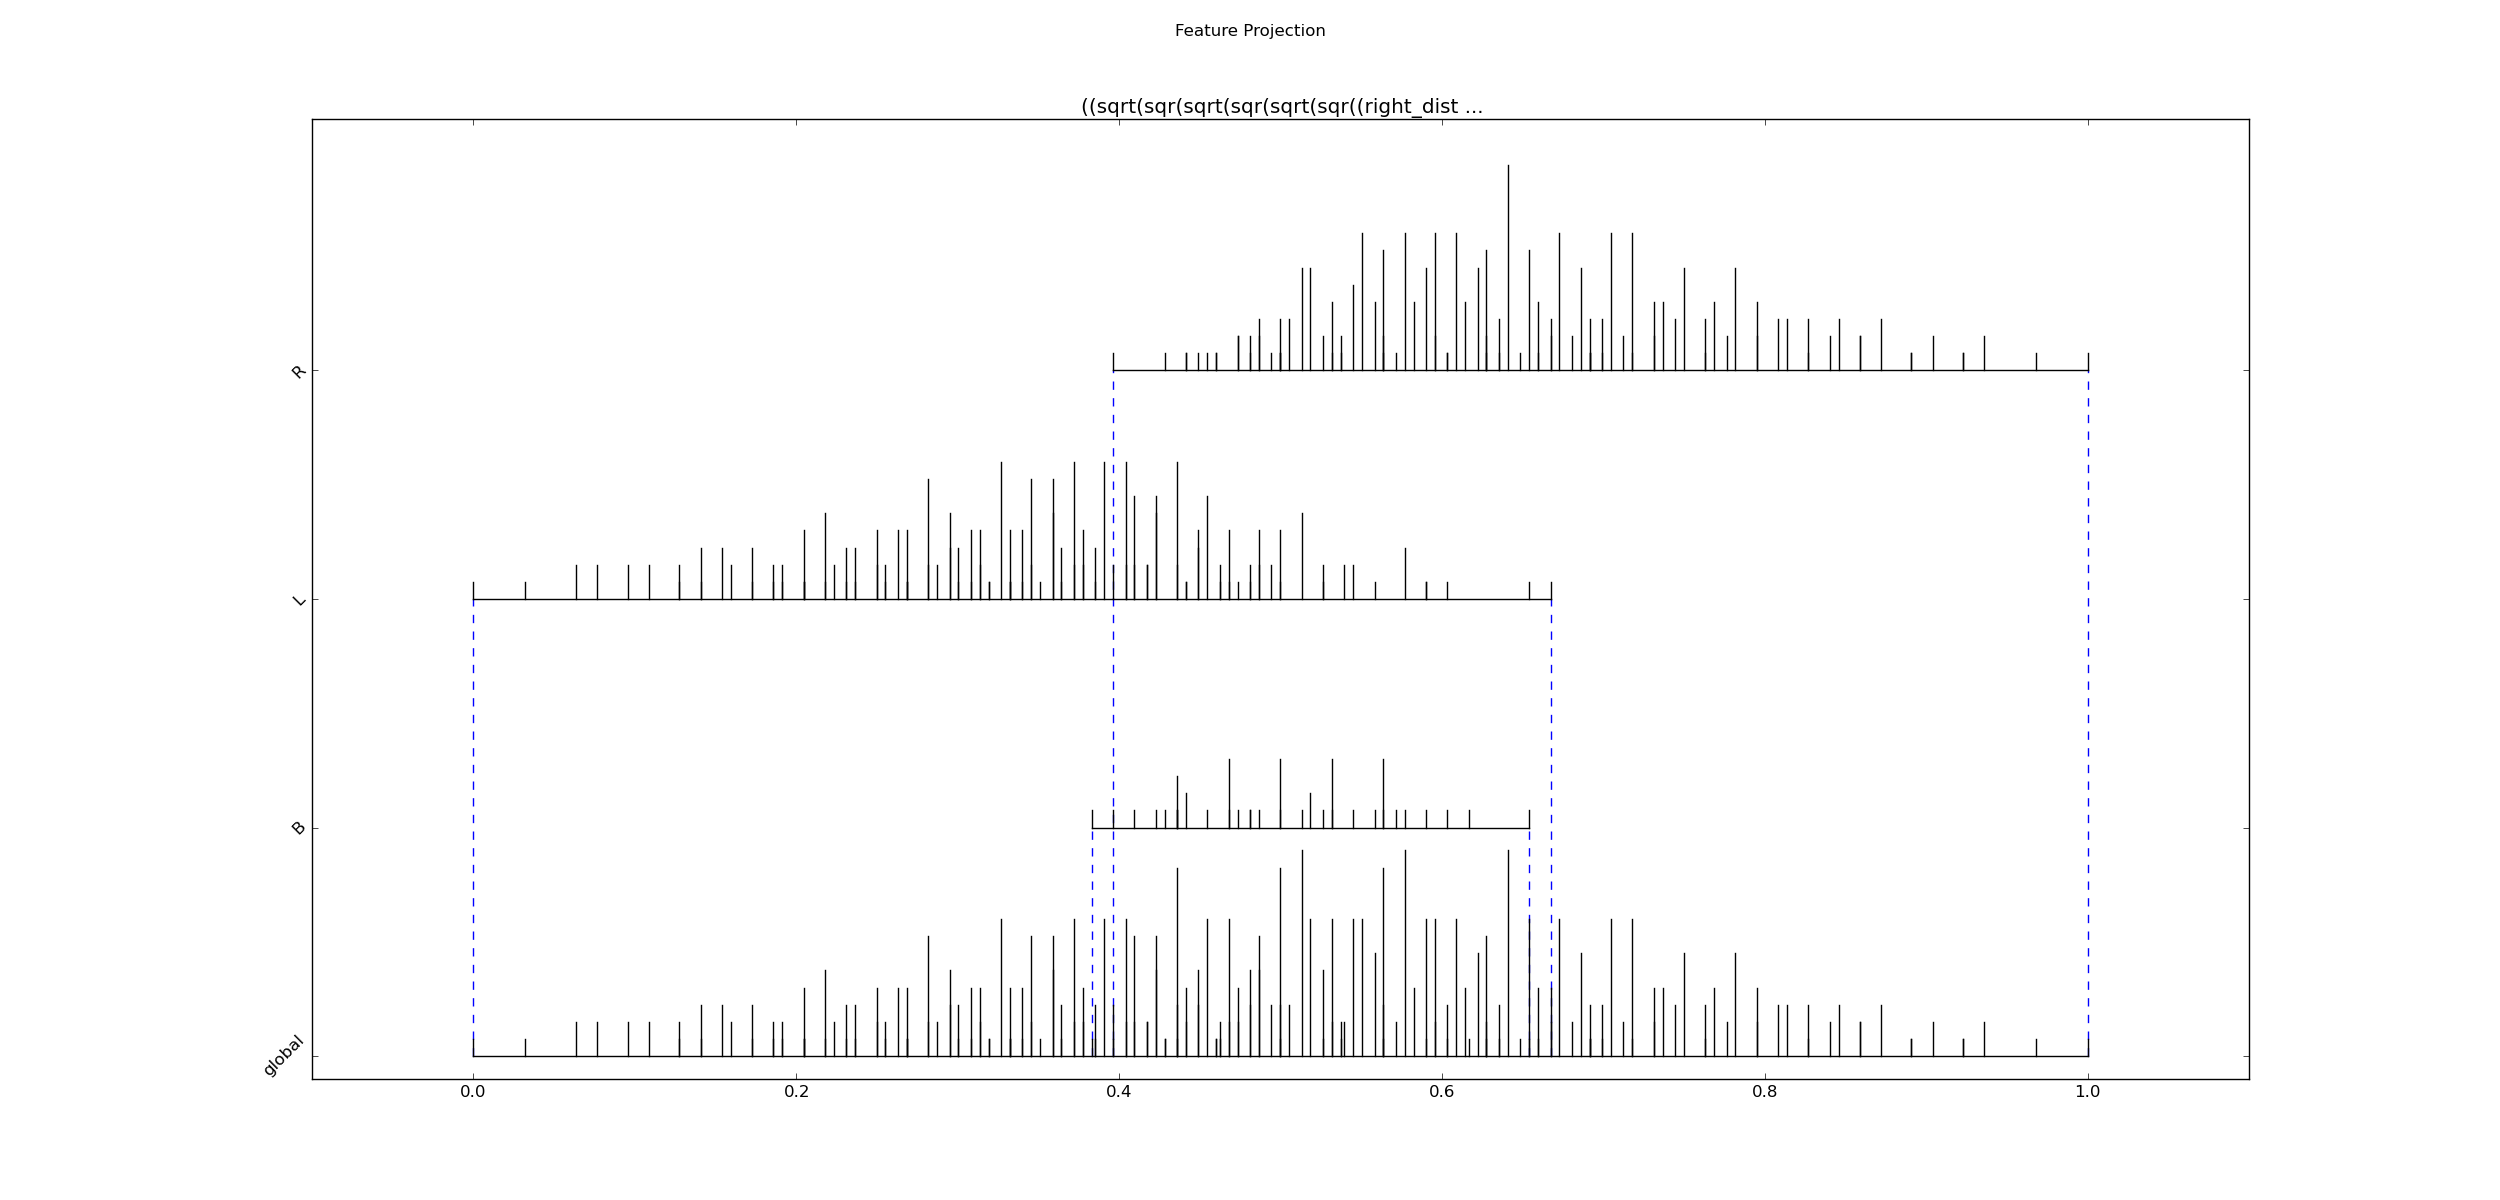 Feature Projection
((sqrt(sqr(sqrt(sqr(sqrt(sqr((right_dist ...
R
L
B
global
0.0 0.2 0.4 0.6 0.8 1.0